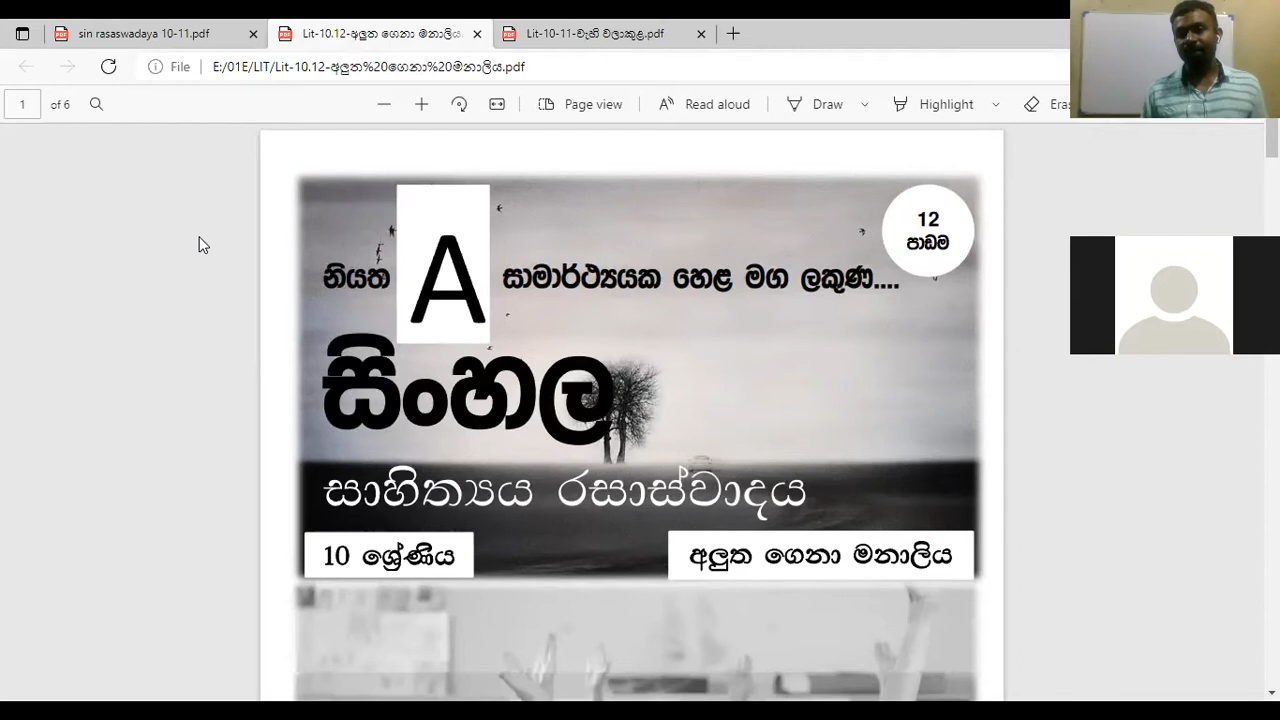 sin rasaswadaya 10-11.pdf
Lit-10.12-අලුත ගෙනා මනාලිය.
Lit-10-11-වැහි වලාකුළ.pdf
File
E:/01E/LIT/Lit-10.12-අලුත%20ගෙනා%20මනාලිය.pdf
1 of 6
Page view
Read aloud
Draw
Highlight
Eras
12
පාඩම
නියත A සාමාර්ථ්‍යයක හෙළ මග ලකුණ....
සිංහල
සාහිත්‍යය රසාස්වාදය
10 ශ්‍රේණිය
අලුත ගෙනා මනාලිය